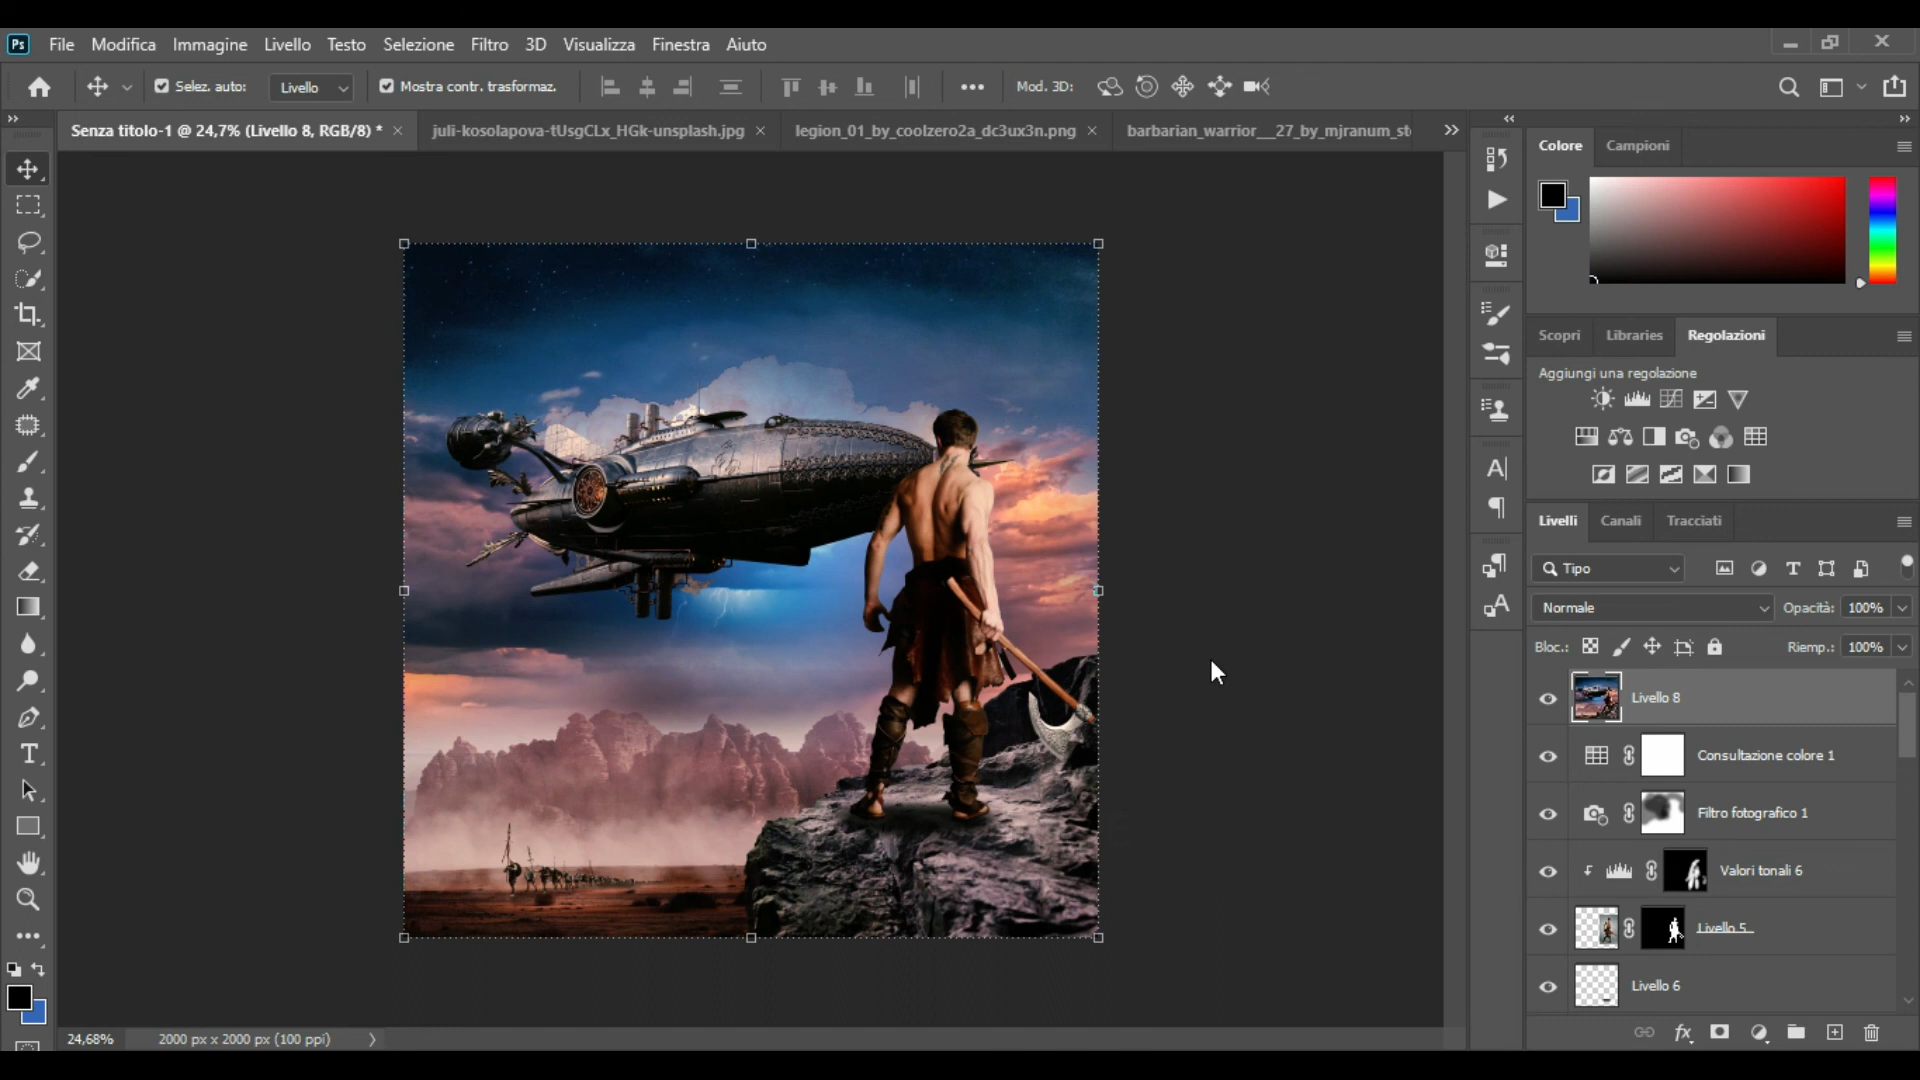 Ps File Modifica Immagine Livello Testo Selezione Filtro 3D Visualizza Finestra Aiuto
Selez. auto: Livello Mostra contr. trasformaz. Mod. 3D:
Senza titolo-1 @ 24,7% (Livello 8, RGB/8) * juli-kosolapova-tUsgCLx_HGk-unsplash.jpg legion_01_by_coolzero2a_dc3ux3n.png barbarian_warrior___27_by_mjranum_st
Colore Campioni
Scopri Libraries Regolazioni
Aggiungi una regolazione
Livelli Canali Tracciati
Tipo
Normale Opacità: 100%
Bloc.: Riemp.: 100%
Livello 8
Consultazione colore 1
Filtro fotografico 1
Valori tonali 6
Livello 5
Livello 6
24,68% 2000 px x 2000 px (100 ppi)